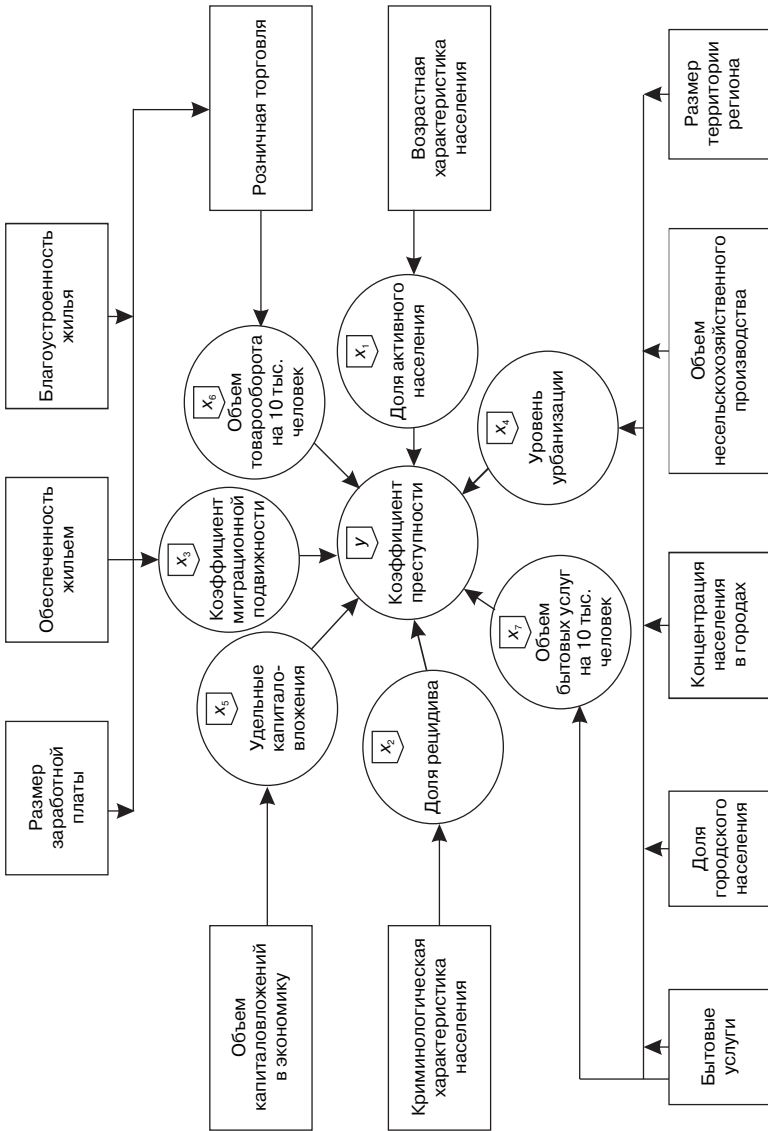 Размер
заработной
платы
Обеспеченность
жильем
Благоустроенность
жилья
Объем
капиталовложений
в экономику
x₅
Удельные
капитало-
вложения
x₃
Коэффициент
миграционной
подвижности
x₆
Объем
товарооборота
на 10 тыс.
человек
Розничная торговля
Криминологическая
характеристика
населения
x₂
Доля рецидива
y
Коэффициент
преступности
x₁
Доля активного
населения
Возрастная
характеристика
населения
x₇
Объем
бытовых услуг
на 10 тыс.
человек
x₄
Уровень
урбанизации
Бытовые
услуги
Доля
городского
населения
Концентрация
населения
в городах
Объем
несельскохозяйственного
производства
Размер
территории
региона